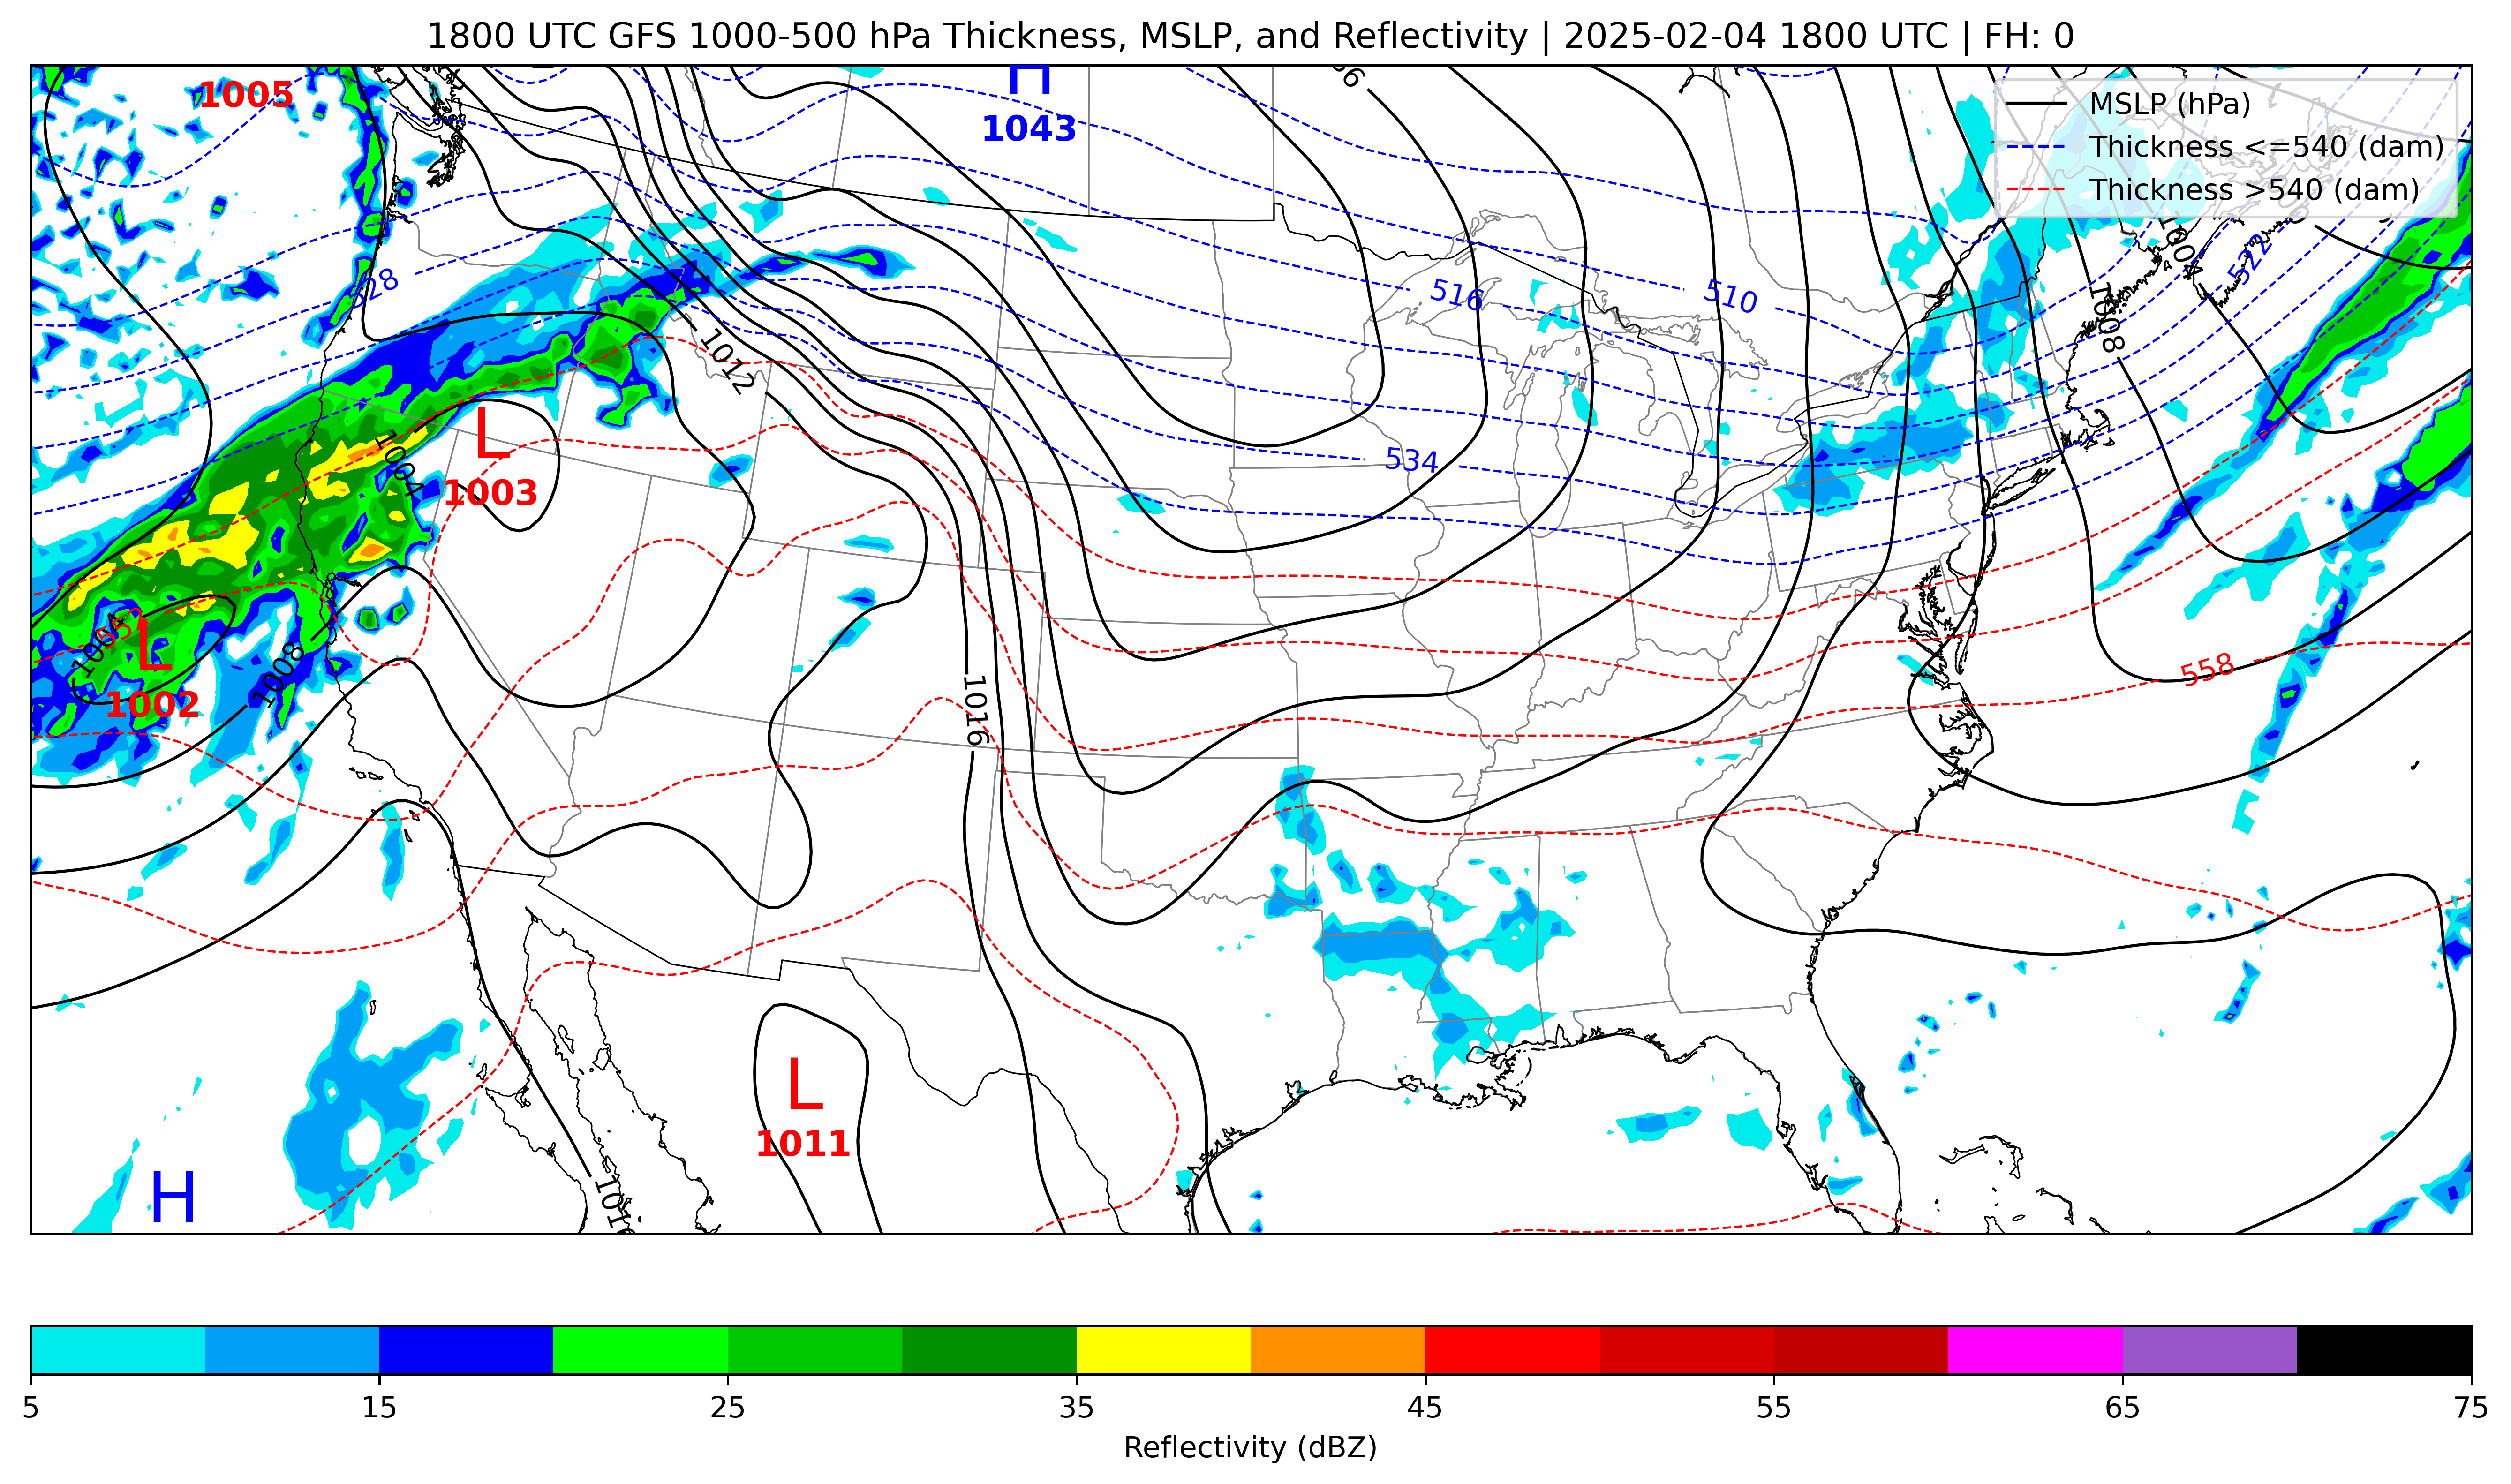 1800 UTC GFS 1000-500 hPa Thickness, MSLP, and Reflectivity | 2025-02-04 1800 UTC | FH: 0
1005
H
1043
MSLP (hPa)
Thickness <=540 (dam)
Thickness >540 (dam)
1004
522
528
516
510
1008
1012
534
L
1003
1004
1004
L
1002
1008
558
1016
L
1011
H
1016
5
15
25
35
45
55
65
75
Reflectivity (dBZ)